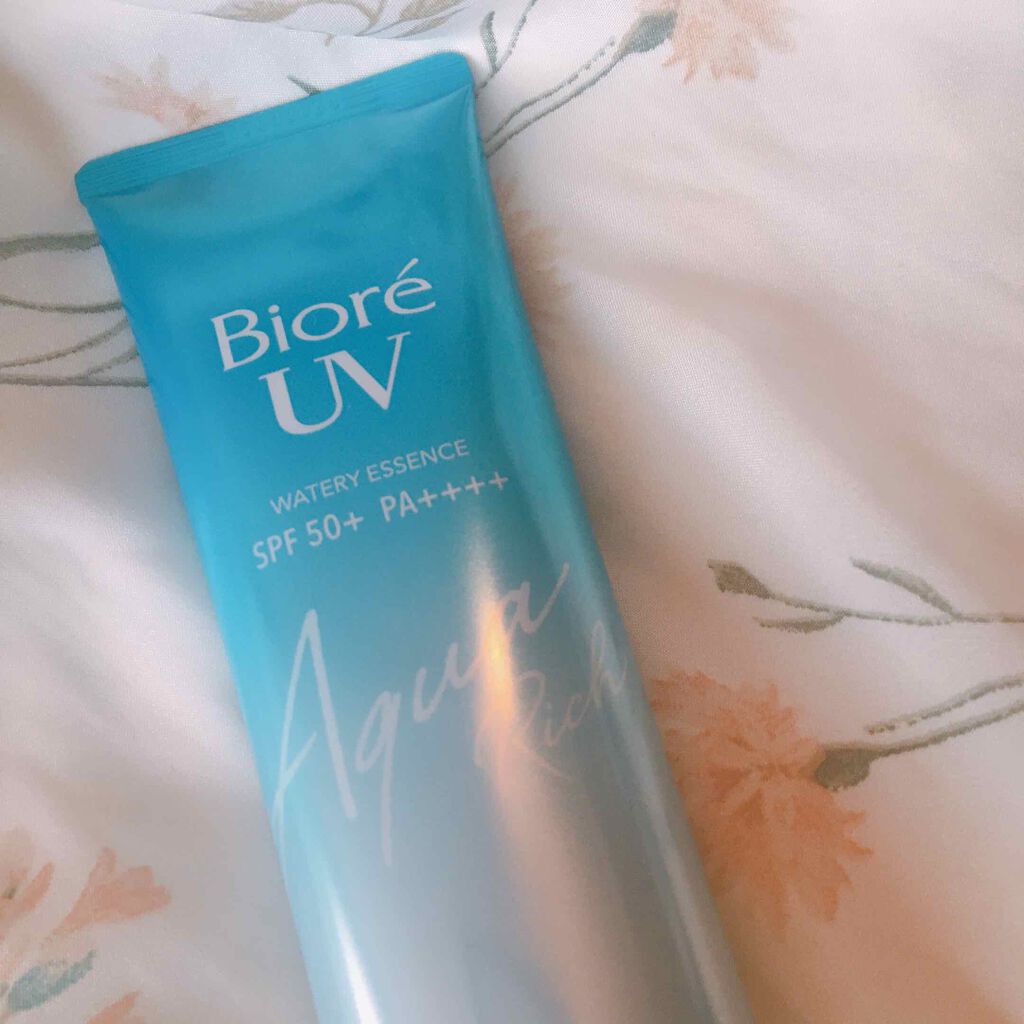 Bioré
UV
WATERY ESSENCE
SPF 50+ PA++++
Aqua
Rich